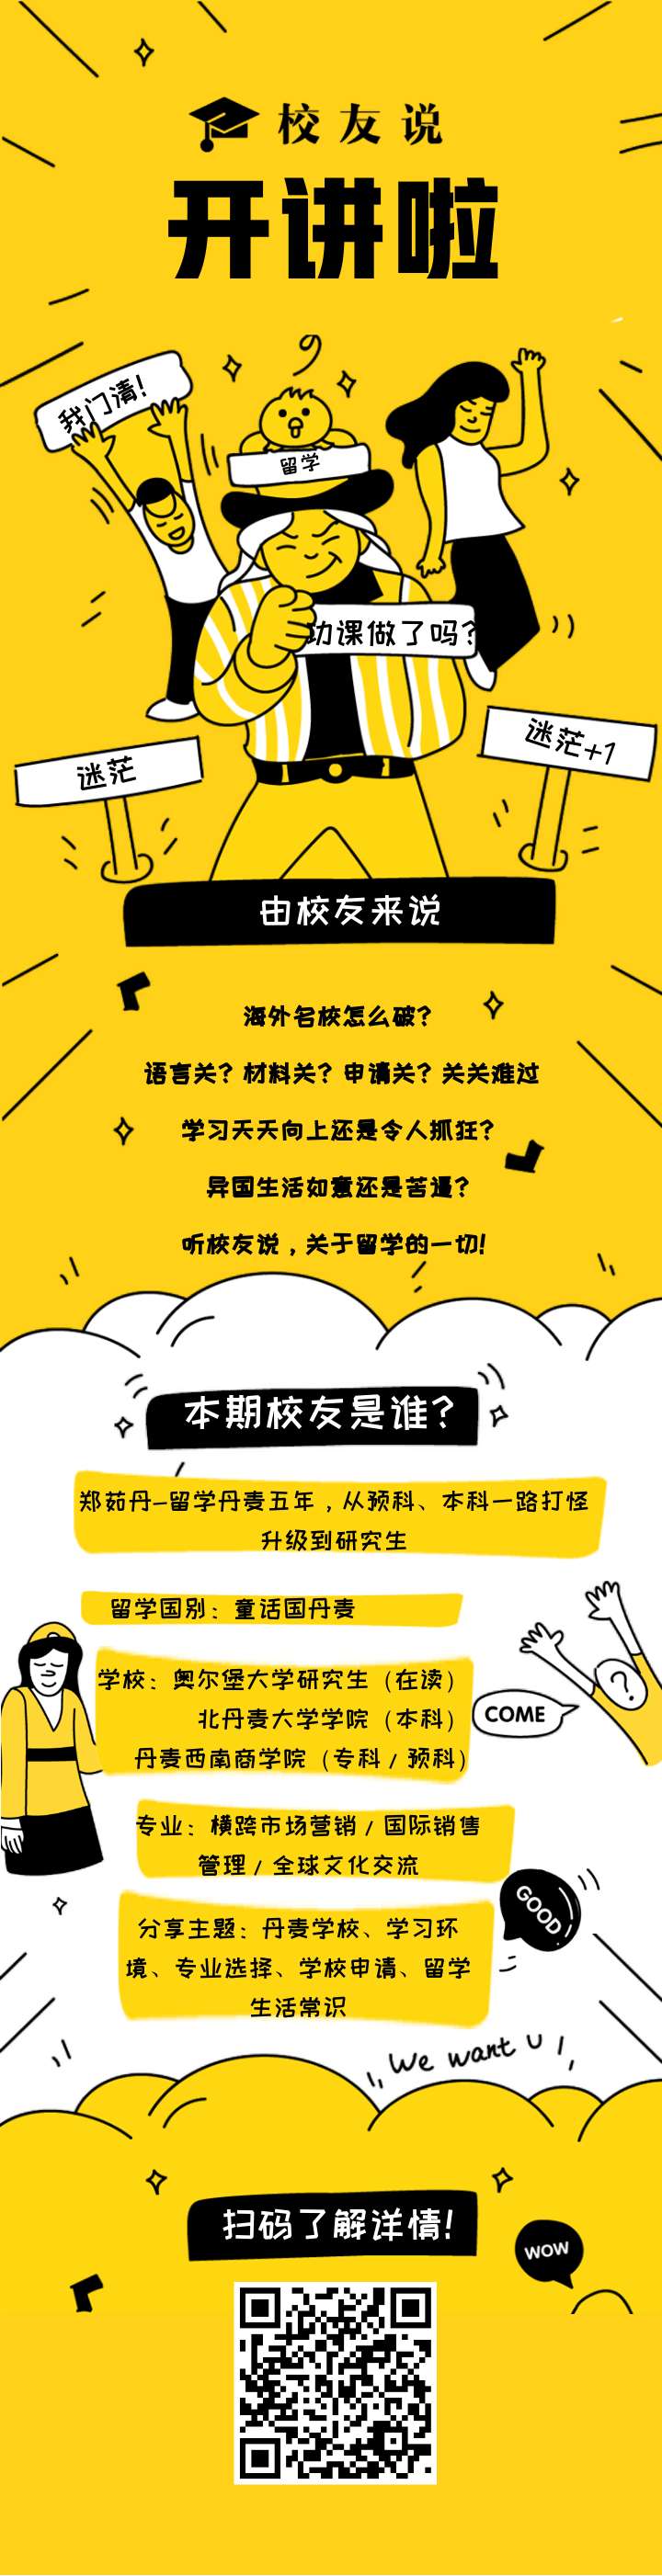 校友说
开讲啦
我门清!
留学
功课做了吗?
迷茫
迷茫+1
由校友来说
海外名校怎么破?
语言关? 材料关? 申请关? 关关难过
学习天天向上还是令人抓狂?
异国生活如意还是苦逼?
听校友说，关于留学的一切!
本期校友是谁?
郑茹丹-留学丹麦五年，从预科、本科一路打怪
升级到研究生
留学国别：童话国丹麦
学校：奥尔堡大学研究生（在读）
北丹麦大学学院（本科）
丹麦西南商学院（专科/预科）
COME
?
专业：横跨市场营销/国际销售
管理/全球文化交流
GOOD
分享主题：丹麦学校、学习环
境、专业选择、学校申请、留学
生活常识
We want U
扫码了解详情!
WOW